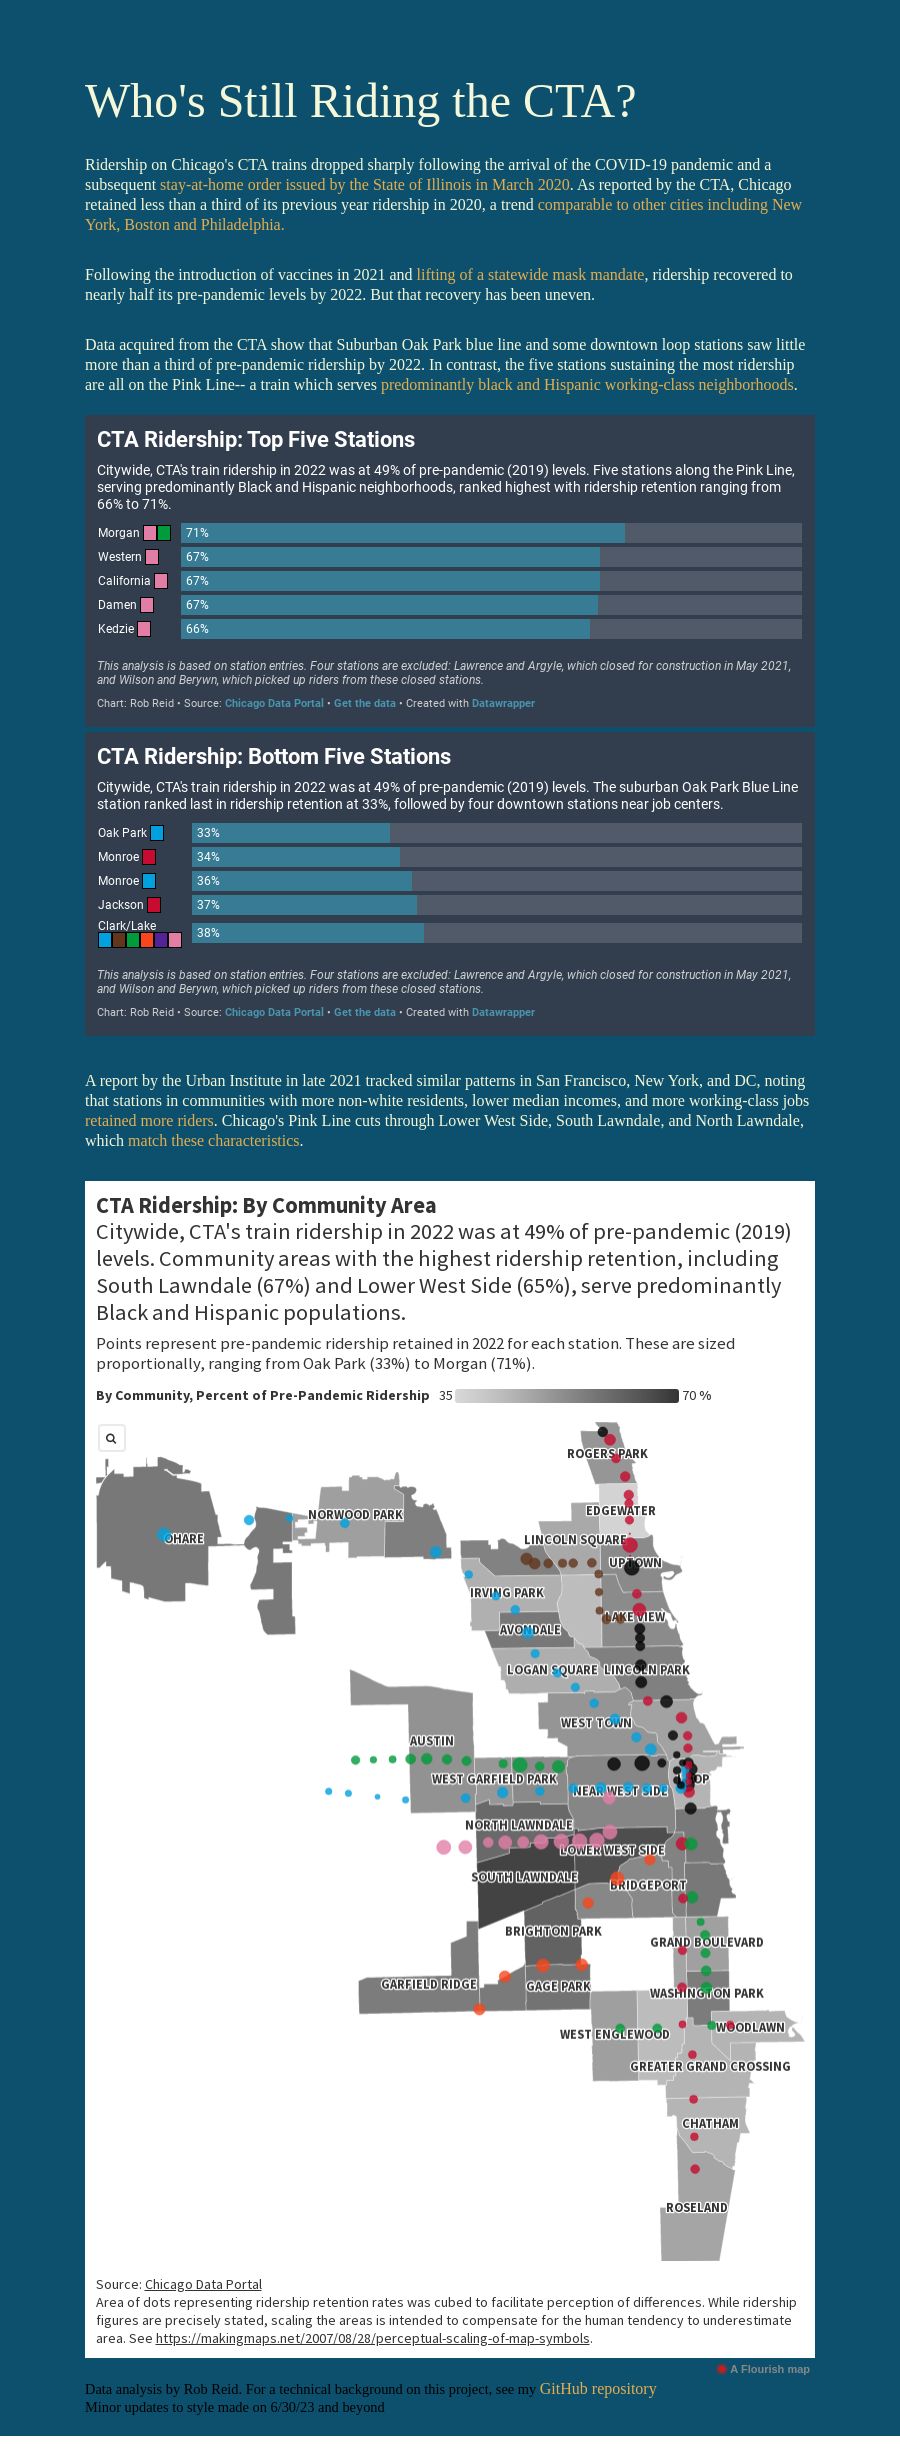 Who's Still Riding the CTA?
Ridership on Chicago's CTA trains dropped sharply following the arrival of the COVID-19 pandemic and a
subsequent stay-at-home order issued by the State of Illinois in March 2020. As reported by the CTA, Chicago
retained less than a third of its previous year ridership in 2020, a trend comparable to other cities including New
York, Boston and Philadelphia.
Following the introduction of vaccines in 2021 and lifting of a statewide mask mandate, ridership recovered to
nearly half its pre-pandemic levels by 2022. But that recovery has been uneven.
Data acquired from the CTA show that Suburban Oak Park blue line and some downtown loop stations saw little
more than a third of pre-pandemic ridership by 2022. In contrast, the five stations sustaining the most ridership
are all on the Pink Line-- a train which serves predominantly black and Hispanic working-class neighborhoods.
CTA Ridership: Top Five Stations
Citywide, CTA's train ridership in 2022 was at 49% of pre-pandemic (2019) levels. Five stations along the Pink Line,
serving predominantly Black and Hispanic neighborhoods, ranked highest with ridership retention ranging from
66% to 71%.
Morgan 71%
Western 67%
California 67%
Damen 67%
Kedzie 66%
This analysis is based on station entries. Four stations are excluded: Lawrence and Argyle, which closed for construction in May 2021,
and Wilson and Berywn, which picked up riders from these closed stations.
Chart: Rob Reid • Source: Chicago Data Portal • Get the data • Created with Datawrapper
CTA Ridership: Bottom Five Stations
Citywide, CTA's train ridership in 2022 was at 49% of pre-pandemic (2019) levels. The suburban Oak Park Blue Line
station ranked last in ridership retention at 33%, followed by four downtown stations near job centers.
Oak Park 33%
Monroe 34%
Monroe 36%
Jackson 37%
Clark/Lake 38%
This analysis is based on station entries. Four stations are excluded: Lawrence and Argyle, which closed for construction in May 2021,
and Wilson and Berywn, which picked up riders from these closed stations.
Chart: Rob Reid • Source: Chicago Data Portal • Get the data • Created with Datawrapper
A report by the Urban Institute in late 2021 tracked similar patterns in San Francisco, New York, and DC, noting
that stations in communities with more non-white residents, lower median incomes, and more working-class jobs
retained more riders. Chicago's Pink Line cuts through Lower West Side, South Lawndale, and North Lawndale,
which match these characteristics.
CTA Ridership: By Community Area
Citywide, CTA's train ridership in 2022 was at 49% of pre-pandemic (2019)
levels. Community areas with the highest ridership retention, including
South Lawndale (67%) and Lower West Side (65%), serve predominantly
Black and Hispanic populations.
Points represent pre-pandemic ridership retained in 2022 for each station. These are sized
proportionally, ranging from Oak Park (33%) to Morgan (71%).
By Community, Percent of Pre-Pandemic Ridership 35 70 %
ROGERS PARK
EDGEWATER
NORWOOD PARK
OHARE
LINCOLN SQUARE
UPTOWN
IRVING PARK
LAKE VIEW
AVONDALE
LOGAN SQUARE
LINCOLN PARK
WEST TOWN
AUSTIN
WEST GARFIELD PARK
NEAR WEST SIDE
NORTH LAWNDALE
LOWER WEST SIDE
SOUTH LAWNDALE
BRIDGEPORT
BRIGHTON PARK
GRAND BOULEVARD
GARFIELD RIDGE
GAGE PARK
WASHINGTON PARK
WEST ENGLEWOOD
WOODLAWN
GREATER GRAND CROSSING
CHATHAM
ROSELAND
Source: Chicago Data Portal
Area of dots representing ridership retention rates was cubed to facilitate perception of differences. While ridership
figures are precisely stated, scaling the areas is intended to compensate for the human tendency to underestimate
area. See https://makingmaps.net/2007/08/28/perceptual-scaling-of-map-symbols.
A Flourish map
Data analysis by Rob Reid. For a technical background on this project, see my GitHub repository
Minor updates to style made on 6/30/23 and beyond